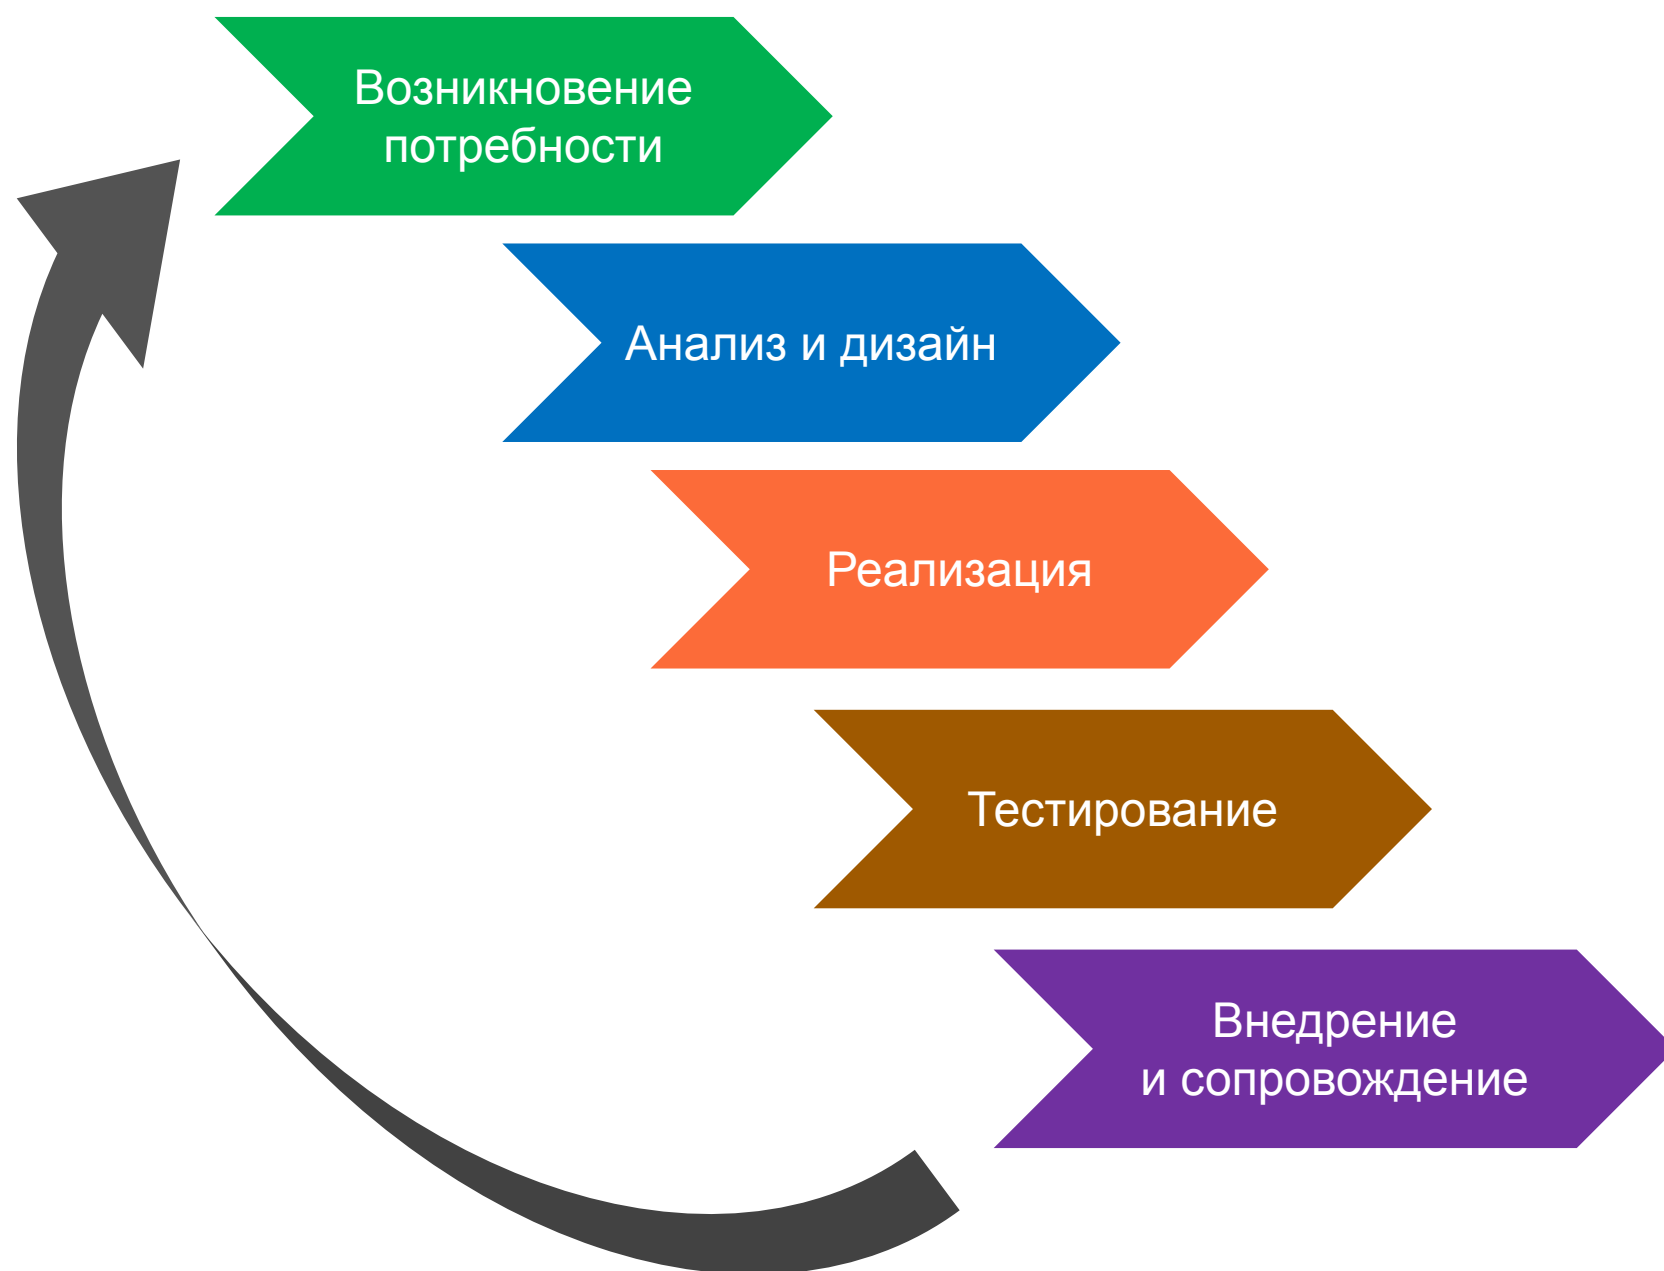 Возникновение
потребности
Анализ и дизайн
Реализация
Тестирование
Внедрение
и сопровождение